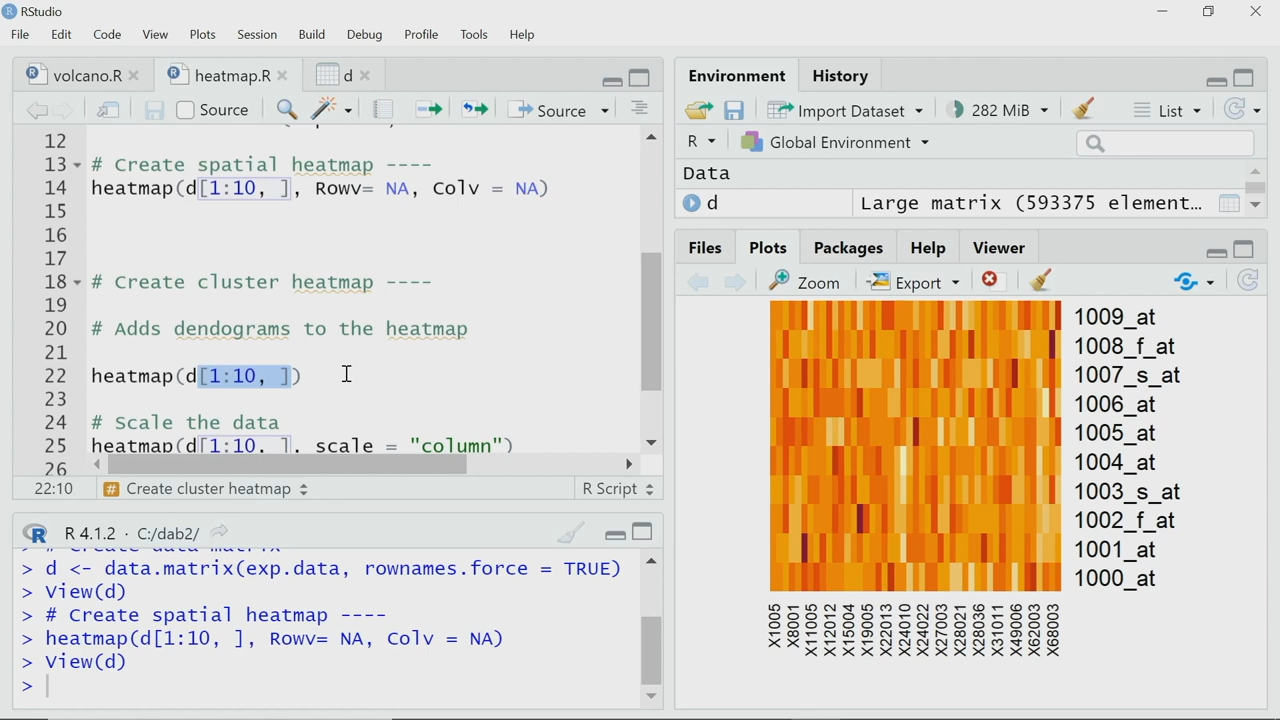 RStudio
File Edit Code View Plots Session Build Debug Profile Tools Help
volcano.R heatmap.R d
Source Source
12
13 # Create spatial heatmap ----
14 heatmap(d[1:10, ], Rowv= NA, Colv = NA)
15
16
17
18 # Create cluster heatmap ----
19
20 # Adds dendograms to the heatmap
21
22 heatmap(d[1:10, ])
23
24 # Scale the data
25 heatmap(d[1:10, ], scale = "column")
26
22:10 # Create cluster heatmap R Script
R 4.1.2 · C:/dab2/
> # Create data matrix
> d <- data.matrix(exp.data, rownames.force = TRUE)
> View(d)
> # Create spatial heatmap ----
> heatmap(d[1:10, ], Rowv= NA, Colv = NA)
> View(d)
>
Environment History
Import Dataset 282 MiB List
R Global Environment
Data
d Large matrix (593375 element...
Files Plots Packages Help Viewer
Zoom Export
1009_at
1008_f_at
1007_s_at
1006_at
1005_at
1004_at
1003_s_at
1002_f_at
1001_at
1000_at
X1005
X8001
X11005
X12012
X15004
X19005
X22013
X24010
X24022
X27003
X28021
X28036
X31011
X49006
X62003
X68003